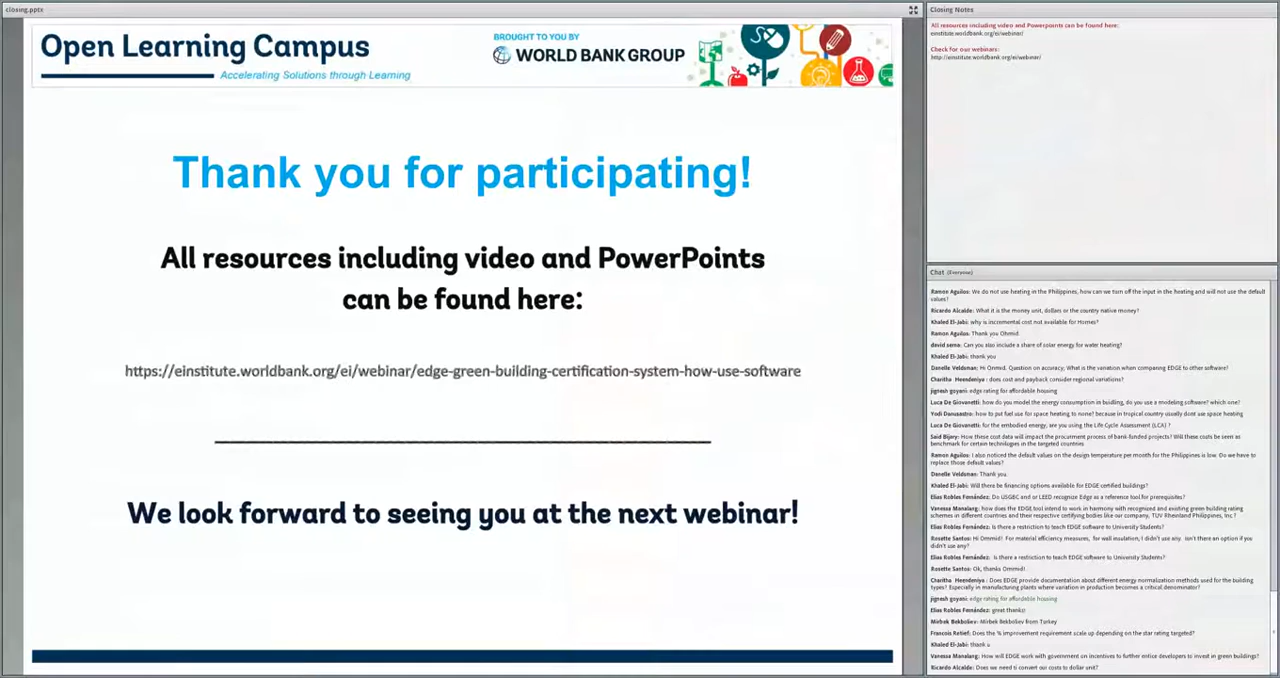 closing.pptx
Open Learning Campus
Accelerating Solutions through Learning
BROUGHT TO YOU BY
WORLD BANK GROUP
Thank you for participating!
All resources including video and PowerPoints
can be found here:
https://einstitute.worldbank.org/ei/webinar/edge-green-building-certification-system-how-use-software
We look forward to seeing you at the next webinar!
Closing Notes
All resources including video and Powerpoints can be found here:
einstitute.worldbank.org/ei/webinar/
Check for our webinars:
http://einstitute.worldbank.org/ei/webinar/
Chat (Everyone)
Ramon Aguilos: We do not use heating in the Philippines, how can we turn off the input in the heating and will not use the default
values?
Ricardo Alcalde: What it is the money unit, dollars or the country native money?
Khaled El-Jabi: why is incremental cost not available for Homes?
Ramon Aguilos: Thank you Ohmid
david serna: Can you also include a share of solar energy for water heating?
Khaled El-Jabi: thank you
Danelle Veldsman: Hi Ommid. Question on accuracy, What is the variation when comparing EDGE to other software?
Charitha Heendeniya : does cost and payback consider regional variations?
jignesh goyani: edge rating for affordable housing
Luca De Giovanetti: how do you model the energy consumption in buidling, do you use a modeling software? which one?
Yodi Danusastro: how to put fuel use for space heating to none? because in tropical country usually dont use space heating
Luca De Giovanetti: for the embodied energy, are you using the Life Cycle Assessment (LCA) ?
Said Bijary: How these cost data will impact the procurment process of bank-funded projects? Will these costs be seen as
benchmark for certain technologies in the targeted countries
Ramon Aguilos: I also noticed the default values on the design temperature per month for the Philippines is low. Do we have to
replace those default values?
Danelle Veldsman: Thank you.
Khaled El-Jabi: Will there be financing options available for EDGE certified buildings?
Elias Robles Fernández: Do USGBC and or LEED recognize Edge as a reference tool for prerequisites?
Vanessa Manalang: how does the EDGE tool intend to work in harmony with recognized and existing green building rating
schemes in different countries and their respective certifying bodies like our company, TUV Rheinland Philippines, Inc.?
Elias Robles Fernández: Is there a restriction to teach EDGE software to University Students?
Rosette Santos: Hi Ommid! For material efficiency measures, for wall insulation, I didn't use any. Isn't there an option if you
didn't use any?
Elias Robles Fernández: Is there a restriction to teach EDGE software to University Students?
Rosette Santos: Ok, thanks Ommid!
Charitha Heendeniya : Does EDGE provide documentation about different energy normalization methods used for the building
types? Especially in manufacturing plants where variation in production becomes a critical denominator?
jignesh goyani: edge rating for affordable housing
Elias Robles Fernández: great thanks!
Mirbek Bekboliev: Mirbek Bekboliev from Turkey
Francois Retief: Does the % improvement requirement scale up depending on the star rating targeted?
Khaled El-Jabi: thank u
Vanessa Manalang: How will EDGE work with government on incentives to further entice developers to invest in green buildings?
Ricardo Alcalde: Does we need ti convert our costs to dollar unit?